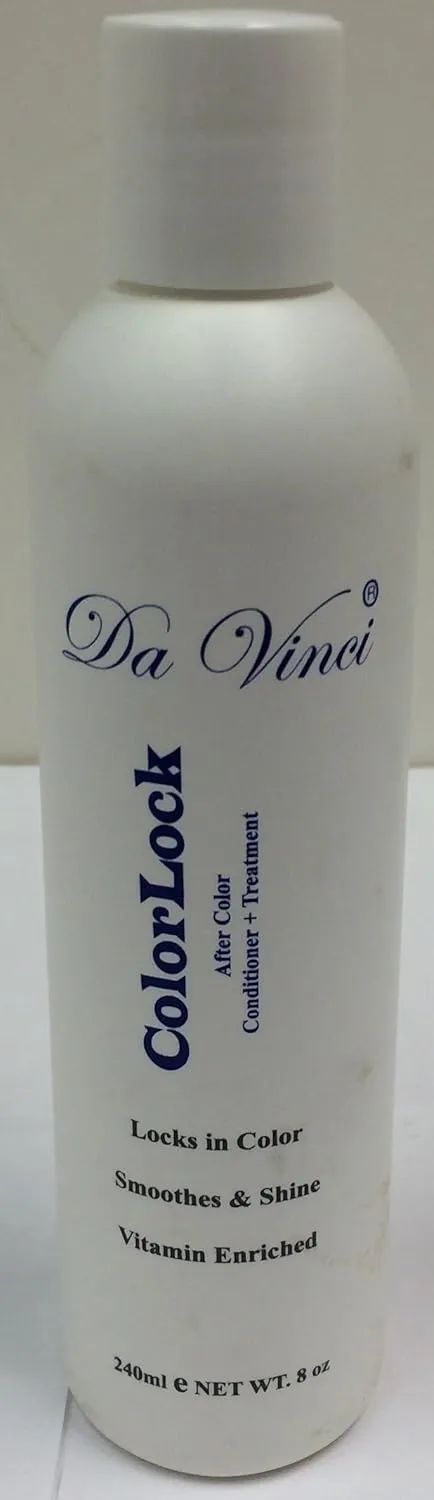 Da Vinci®
ColorLock
After Color
Conditioner + Treatment
Locks in Color
Smoothes & Shine
Vitamin Enriched
240ml e NET WT. 8 oz